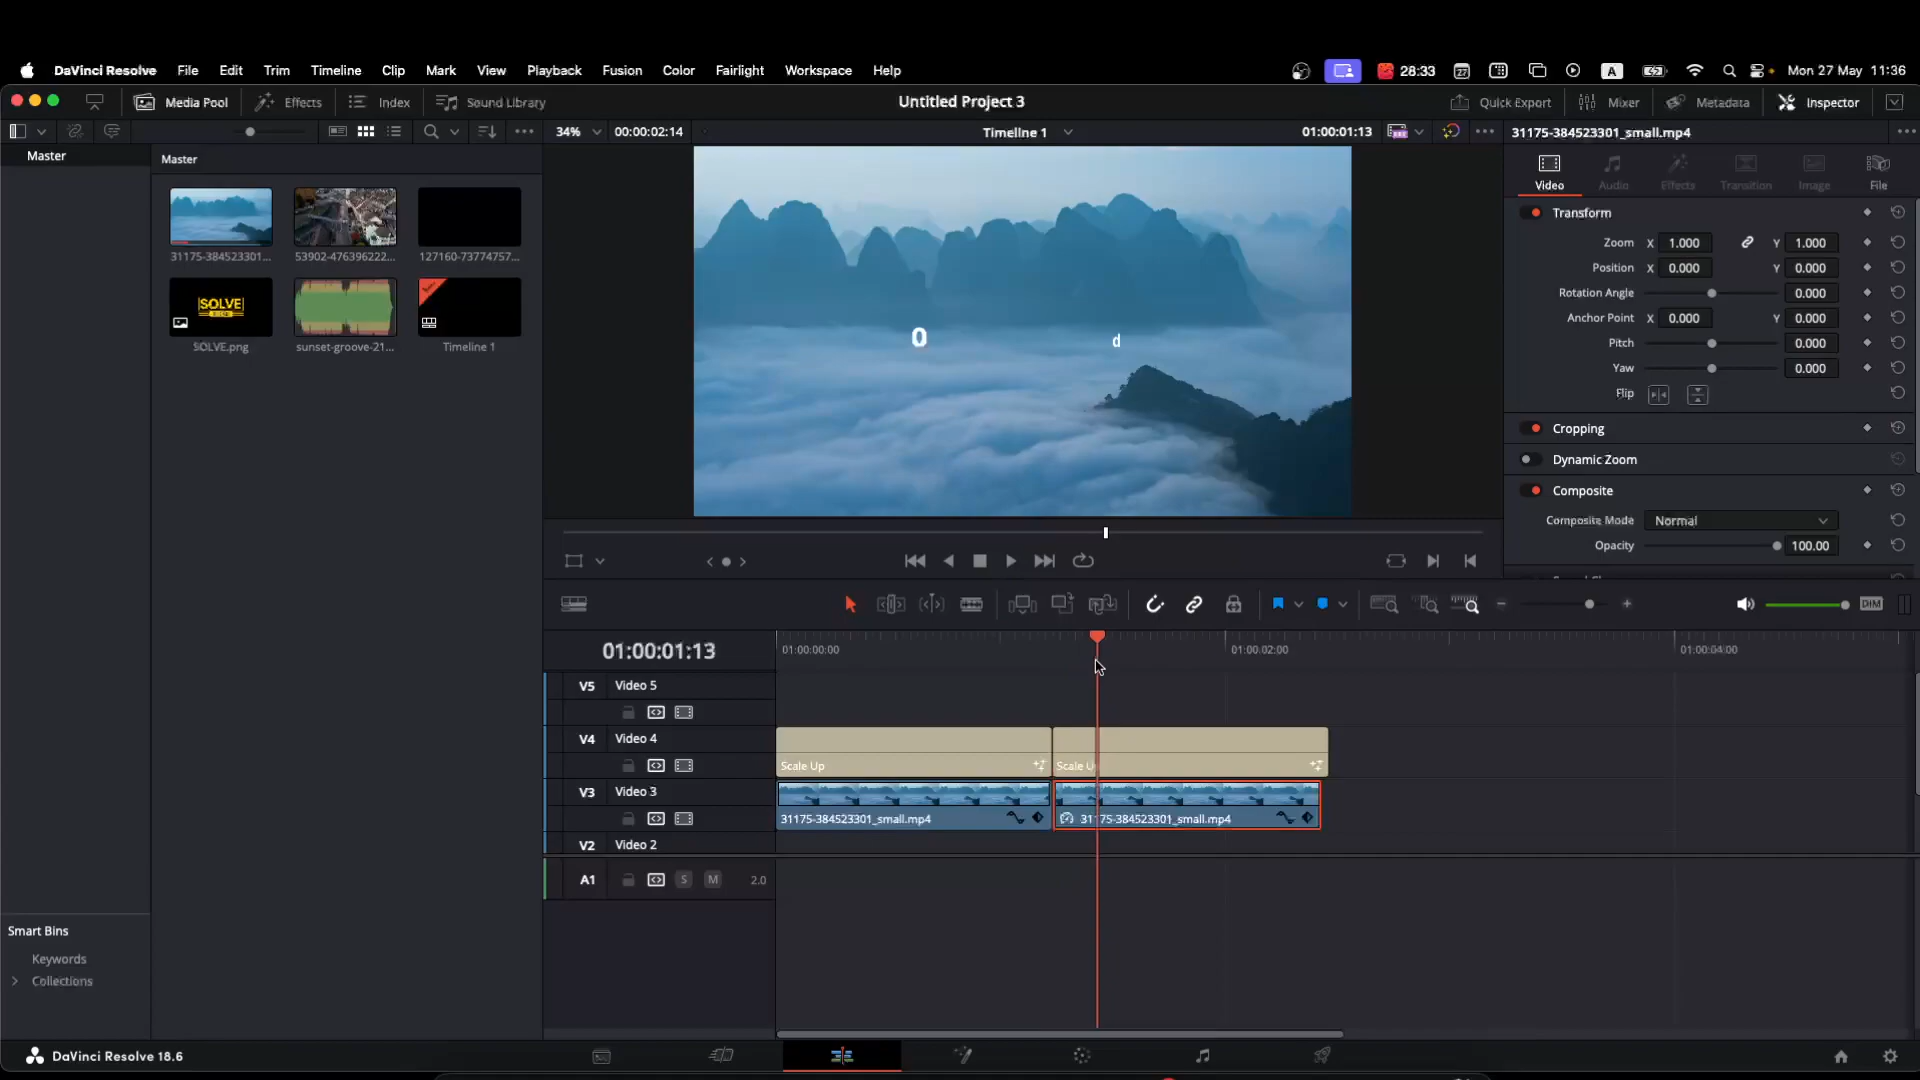 DaVinci Resolve File Edit Trim Timeline Clip Mark View Playback Fusion Color Fairlight Workspace Help 28:33 27 A Mon 27 May 11:36
Media Pool Effects Index Sound Library Untitled Project 3 Quick Export Mixer Metadata Inspector
34% 00:00:02:14 Timeline 1 01:00:01:13 31175-384523301_small.mp4
Master
Master
31175-384523301... 53902-476396222... 127160-73774757...
SOLVE
SOLVE.png sunset-groove-21... Timeline 1
0 d
Video Audio Effects Transition Image File
Transform
Zoom X 1.000 Y 1.000
Position X 0.000 Y 0.000
Rotation Angle 0.000
Anchor Point X 0.000 Y 0.000
Pitch 0.000
Yaw 0.000
Flip
Cropping
Dynamic Zoom
Composite
Composite Mode Normal
Opacity 100.00
DIM
01:00:01:13 01:00:00:00 01:00:02:00 01:00:04:00
V5 Video 5
V4 Video 4
Scale Up Scale U
V3 Video 3
31175-384523301_small.mp4 31175-384523301_small.mp4
V2 Video 2
A1 S M 2.0
Smart Bins
Keywords
Collections
DaVinci Resolve 18.6